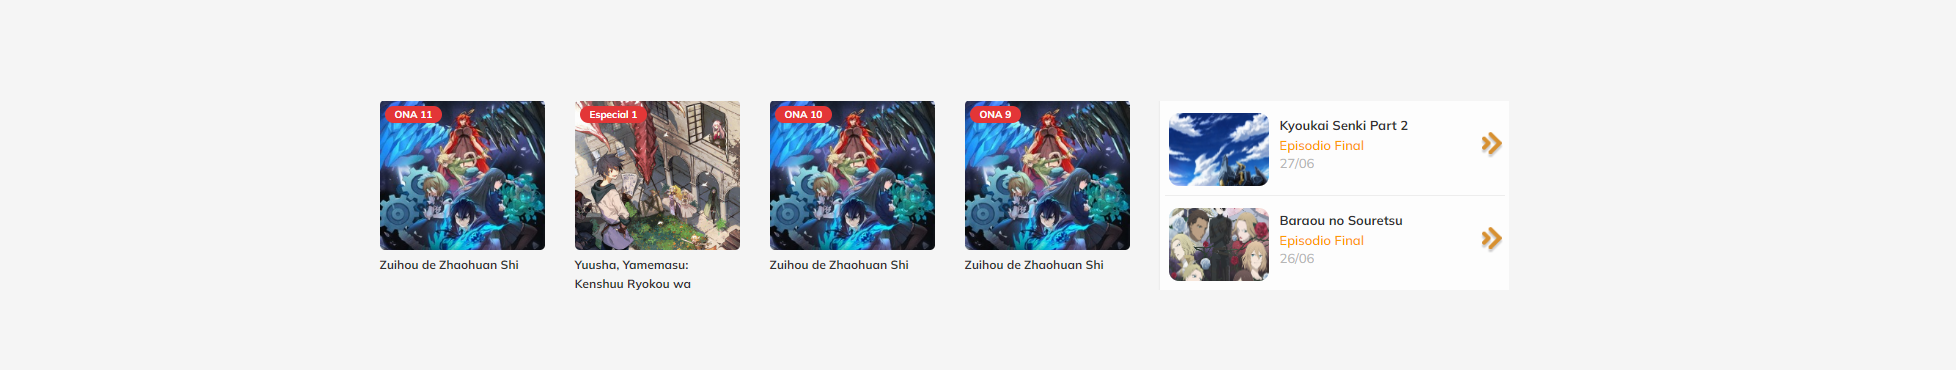 ONA 11
Zuihou de Zhaohuan Shi
Especial 1
Yuusha, Yamemasu:
Kenshuu Ryokou wa
ONA 10
Zuihou de Zhaohuan Shi
ONA 9
Zuihou de Zhaohuan Shi
Kyoukai Senki Part 2
Episodio Final
27/06
Baraou no Souretsu
Episodio Final
26/06